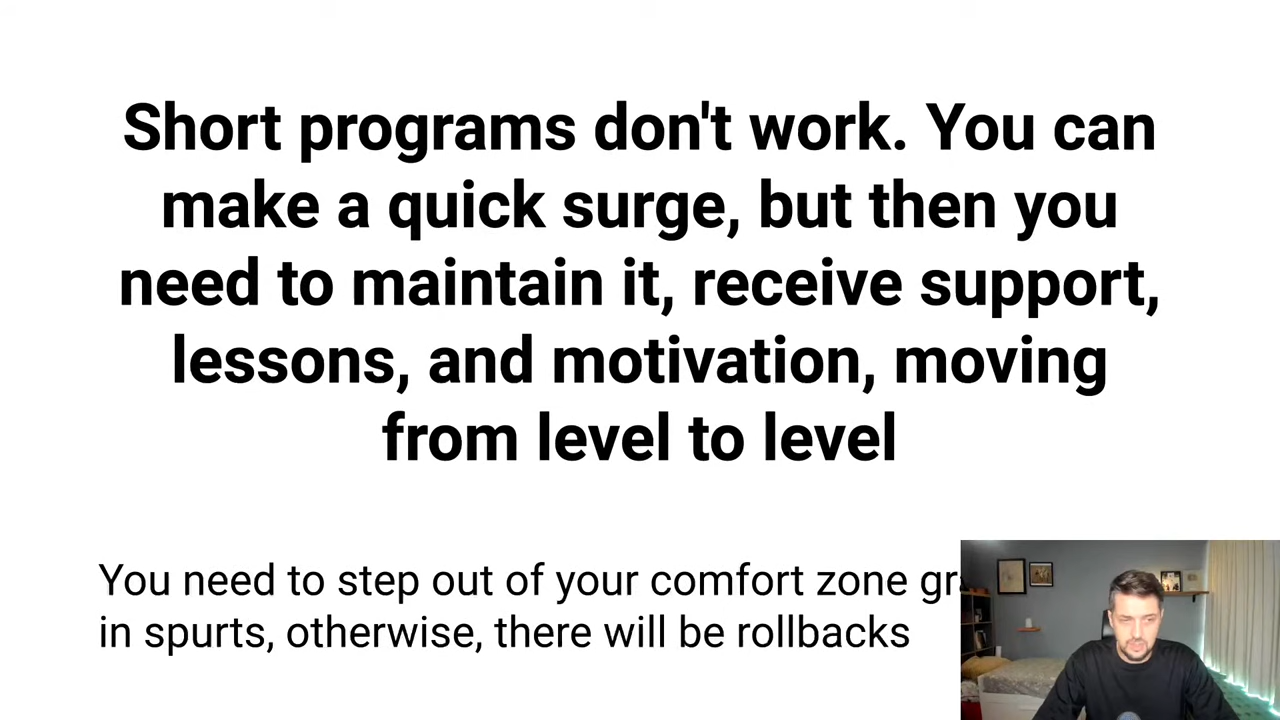 Short programs don't work. You can
make a quick surge, but then you
need to maintain it, receive support,
lessons, and motivation, moving
from level to level
You need to step out of your comfort zone
in spurts, otherwise, there will be rollbacks